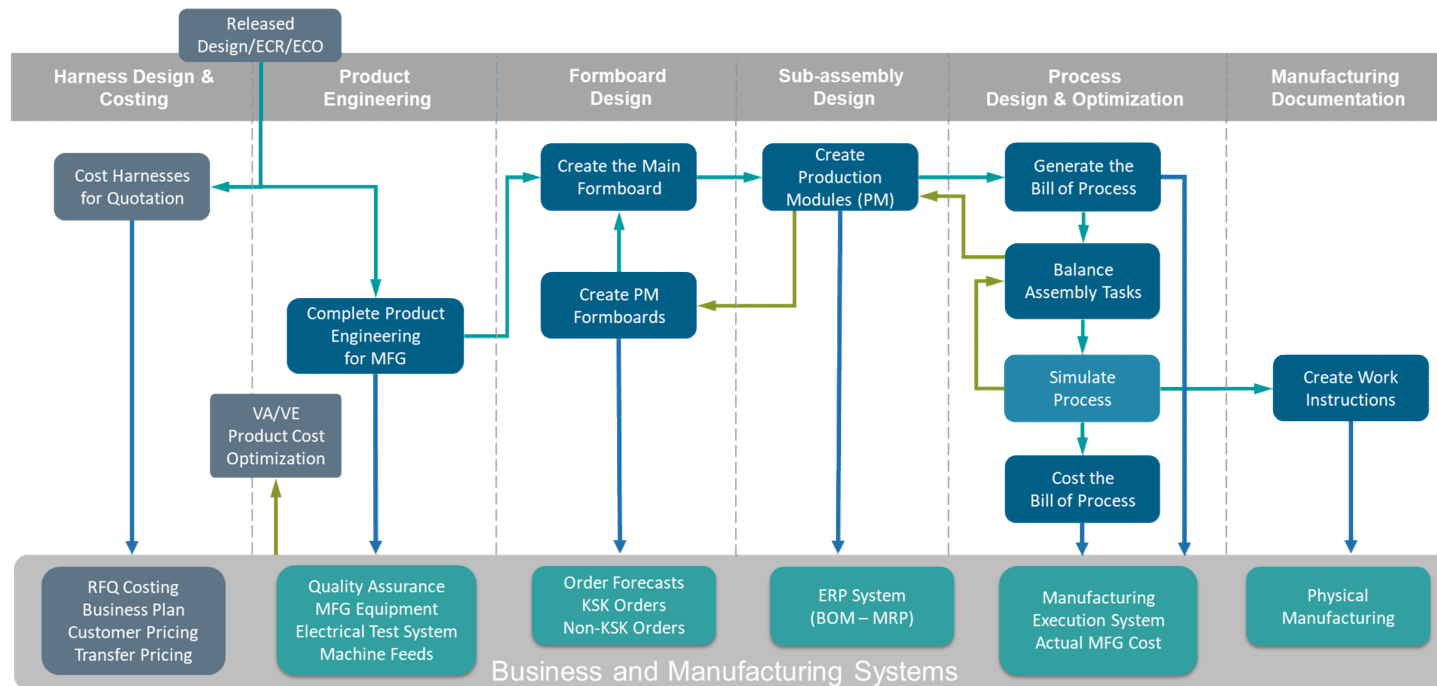 Released
Design/ECR/ECO
Harness Design &
Costing
Product
Engineering
Formboard
Design
Sub-assembly
Design
Process
Design & Optimization
Manufacturing
Documentation
Cost Harnesses
for Quotation
Create the Main
Formboard
Create
Production
Modules (PM)
Generate the
Bill of Process
Balance
Assembly Tasks
Create PM
Formboards
Complete Product
Engineering
for MFG
Simulate
Process
Create Work
Instructions
VA/VE
Product Cost
Optimization
Cost the
Bill of Process
RFQ Costing
Business Plan
Customer Pricing
Transfer Pricing
Quality Assurance
MFG Equipment
Electrical Test System
Machine Feeds
Order Forecasts
KSK Orders
Non-KSK Orders
ERP System
(BOM – MRP)
Manufacturing
Execution System
Actual MFG Cost
Physical
Manufacturing
Business and Manufacturing Systems